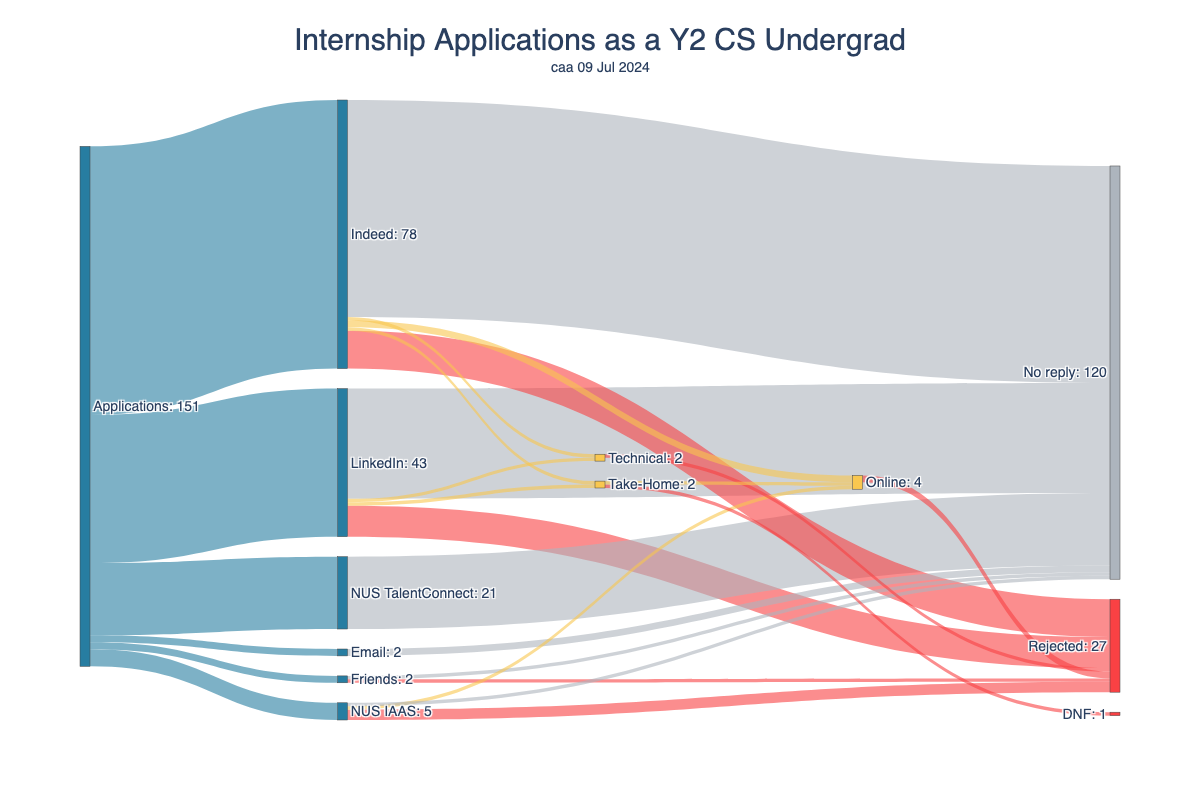 Internship Applications as a Y2 CS Undergrad
caa 09 Jul 2024
Indeed: 78
No reply: 120
Applications: 151
Technical: 2
LinkedIn: 43
Online: 4
Take-Home: 2
NUS TalentConnect: 21
Rejected: 27
Email: 2
Friends: 2
NUS IAAS: 5
DNF: 1